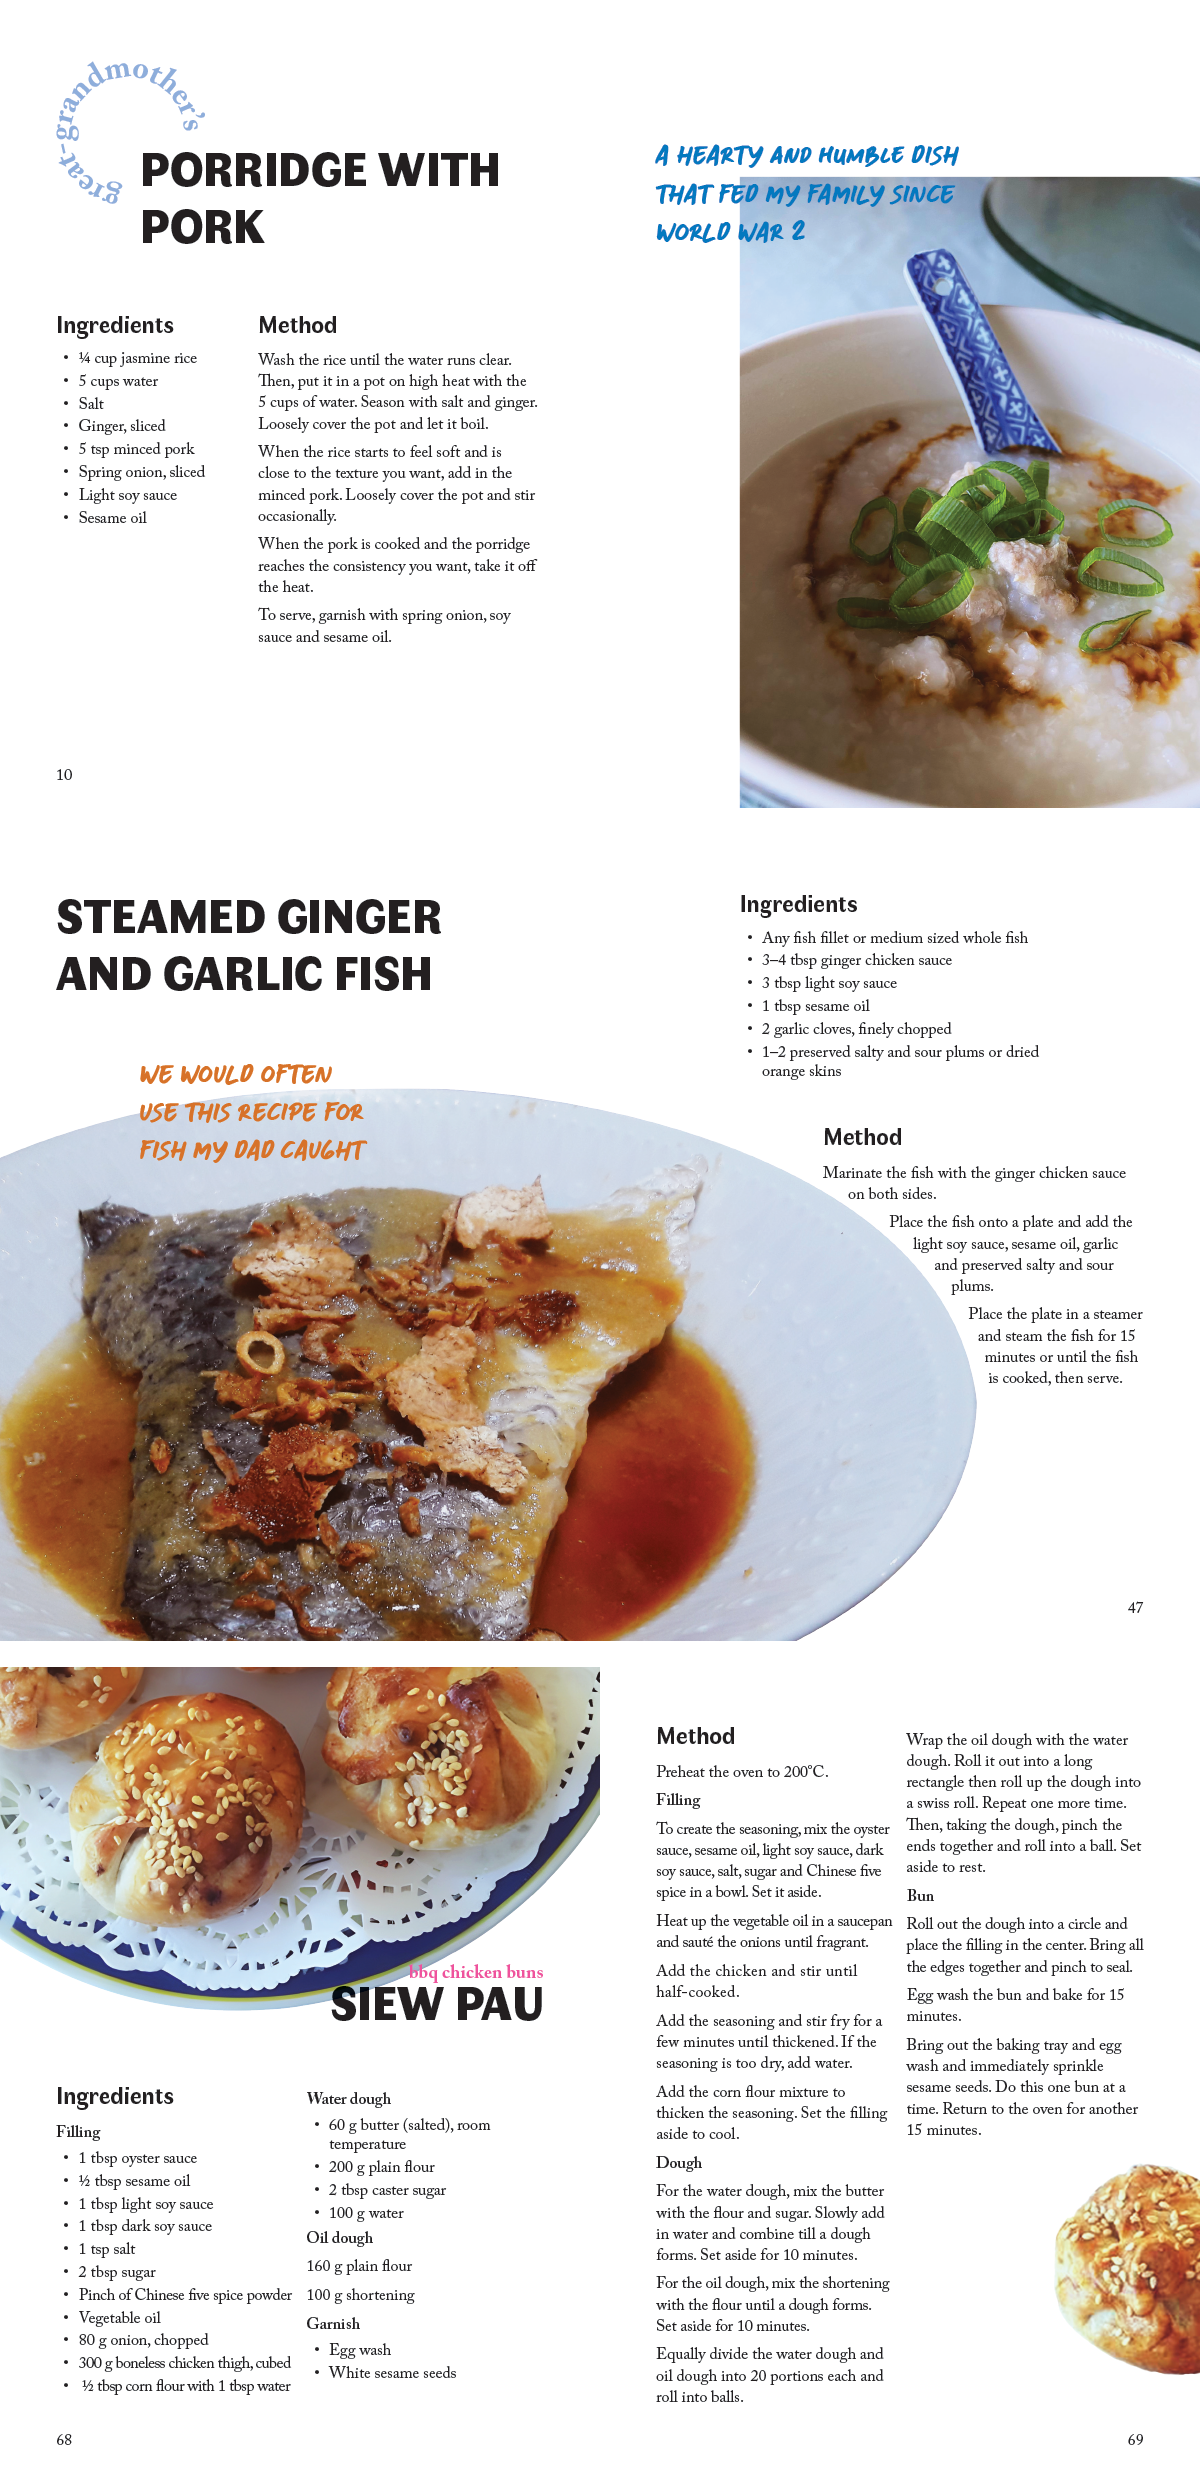 great-grandmother's
PORRIDGE WITH
PORK
A HEARTY AND HUMBLE DISH
THAT FED MY FAMILY SINCE
WORLD WAR 2
Ingredients
• ¼ cup jasmine rice
• 5 cups water
• Salt
• Ginger, sliced
• 5 tsp minced pork
• Spring onion, sliced
• Light soy sauce
• Sesame oil
Method
Wash the rice until the water runs clear.
Then, put it in a pot on high heat with the
5 cups of water. Season with salt and ginger.
Loosely cover the pot and let it boil.
When the rice starts to feel soft and is
close to the texture you want, add in the
minced pork. Loosely cover the pot and stir
occasionally.
When the pork is cooked and the porridge
reaches the consistency you want, take it off
the heat.
To serve, garnish with spring onion, soy
sauce and sesame oil.
10
STEAMED GINGER
AND GARLIC FISH
WE WOULD OFTEN
USE THIS RECIPE FOR
FISH MY DAD CAUGHT
Ingredients
• Any fish fillet or medium sized whole fish
• 3–4 tbsp ginger chicken sauce
• 3 tbsp light soy sauce
• 1 tbsp sesame oil
• 2 garlic cloves, finely chopped
• 1–2 preserved salty and sour plums or dried
orange skins
Method
Marinate the fish with the ginger chicken sauce
on both sides.
Place the fish onto a plate and add the
light soy sauce, sesame oil, garlic
and preserved salty and sour
plums.
Place the plate in a steamer
and steam the fish for 15
minutes or until the fish
is cooked, then serve.
47
bbq chicken buns
SIEW PAU
Ingredients
Filling
• 1 tbsp oyster sauce
• ½ tbsp sesame oil
• 1 tbsp light soy sauce
• 1 tbsp dark soy sauce
• 1 tsp salt
• 2 tbsp sugar
• Pinch of Chinese five spice powder
• Vegetable oil
• 80 g onion, chopped
• 300 g boneless chicken thigh, cubed
• ½ tbsp corn flour with 1 tbsp water
Water dough
• 60 g butter (salted), room
temperature
• 200 g plain flour
• 2 tbsp caster sugar
• 100 g water
Oil dough
160 g plain flour
100 g shortening
Garnish
• Egg wash
• White sesame seeds
68
Method
Preheat the oven to 200°C.
Filling
To create the seasoning, mix the oyster
sauce, sesame oil, light soy sauce, dark
soy sauce, salt, sugar and Chinese five
spice in a bowl. Set it aside.
Heat up the vegetable oil in a saucepan
and sauté the onions until fragrant.
Add the chicken and stir until
half-cooked.
Add the seasoning and stir fry for a
few minutes until thickened. If the
seasoning is too dry, add water.
Add the corn flour mixture to
thicken the seasoning. Set the filling
aside to cool.
Dough
For the water dough, mix the butter
with the flour and sugar. Slowly add
in water and combine till a dough
forms. Set aside for 10 minutes.
For the oil dough, mix the shortening
with the flour until a dough forms.
Set aside for 10 minutes.
Equally divide the water dough and
oil dough into 20 portions each and
roll into balls.
Wrap the oil dough with the water
dough. Roll it out into a long
rectangle then roll up the dough into
a swiss roll. Repeat one more time.
Then, taking the dough, pinch the
ends together and roll into a ball. Set
aside to rest.
Bun
Roll out the dough into a circle and
place the filling in the center. Bring all
the edges together and pinch to seal.
Egg wash the bun and bake for 15
minutes.
Bring out the baking tray and egg
wash and immediately sprinkle
sesame seeds. Do this one bun at a
time. Return to the oven for another
15 minutes.
69